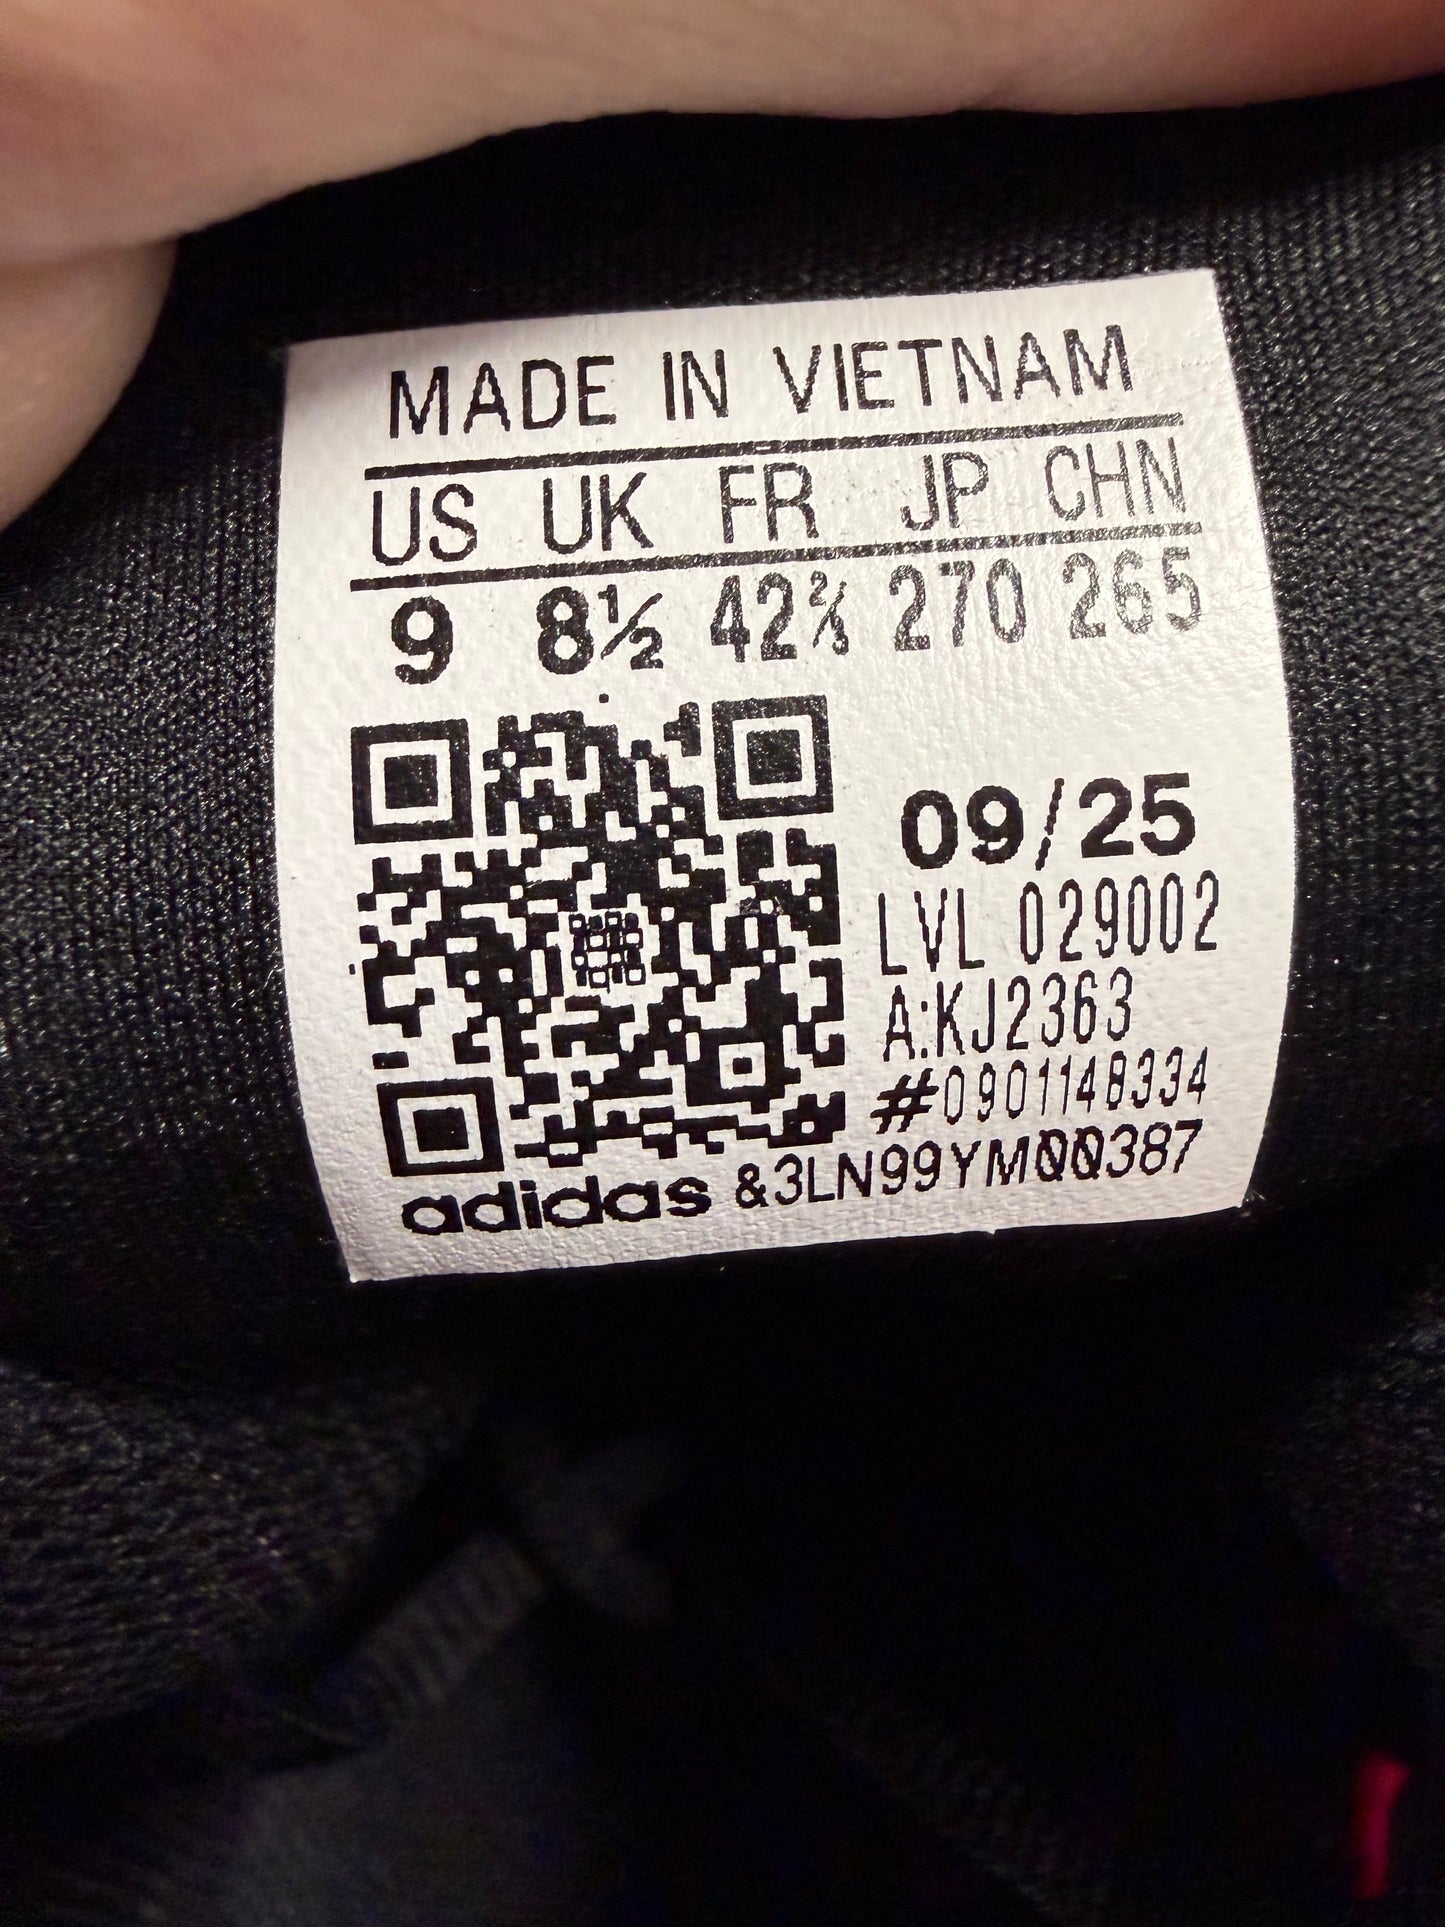 MADE IN VIETNAM
US UK FR JP CHN
9 8½ 42⅔ 270 265
09/25
LVL 029002
A:KJ2363
#0901148334
adidas &3LN99YM00387